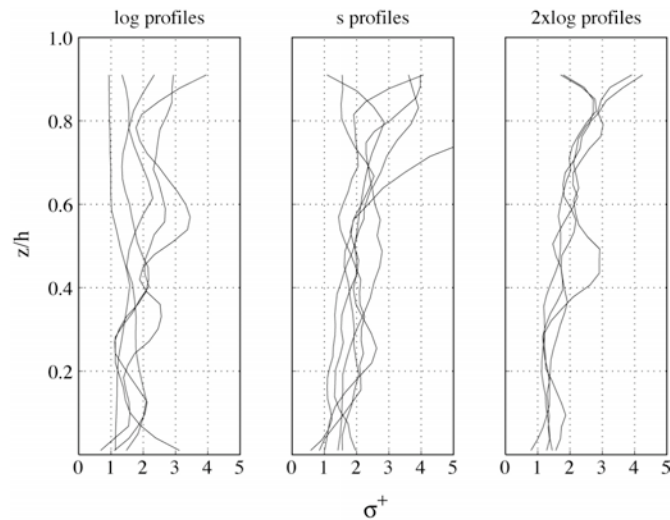 log profiles
s profiles
2xlog profiles
1.0
0.8
0.6
0.4
0.2
z/h
0 1 2 3 4 5
0 1 2 3 4 5
0 1 2 3 4 5
σ⁺